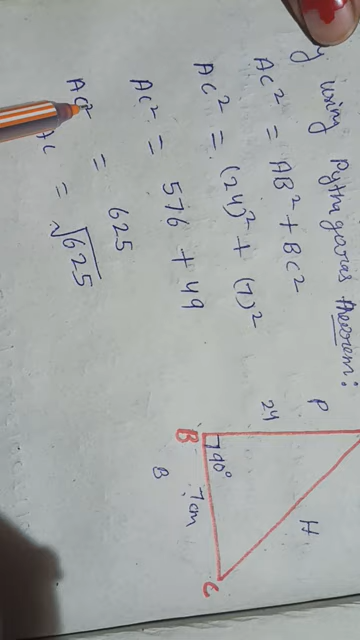 y using Pythagoras theorem:
AC² = AB² + BC²
AC² = (24)² + (7)²
AC² = 576 + 49
AC² = 625
AC = √625
P
24
H
B
90°
7cm
B
C